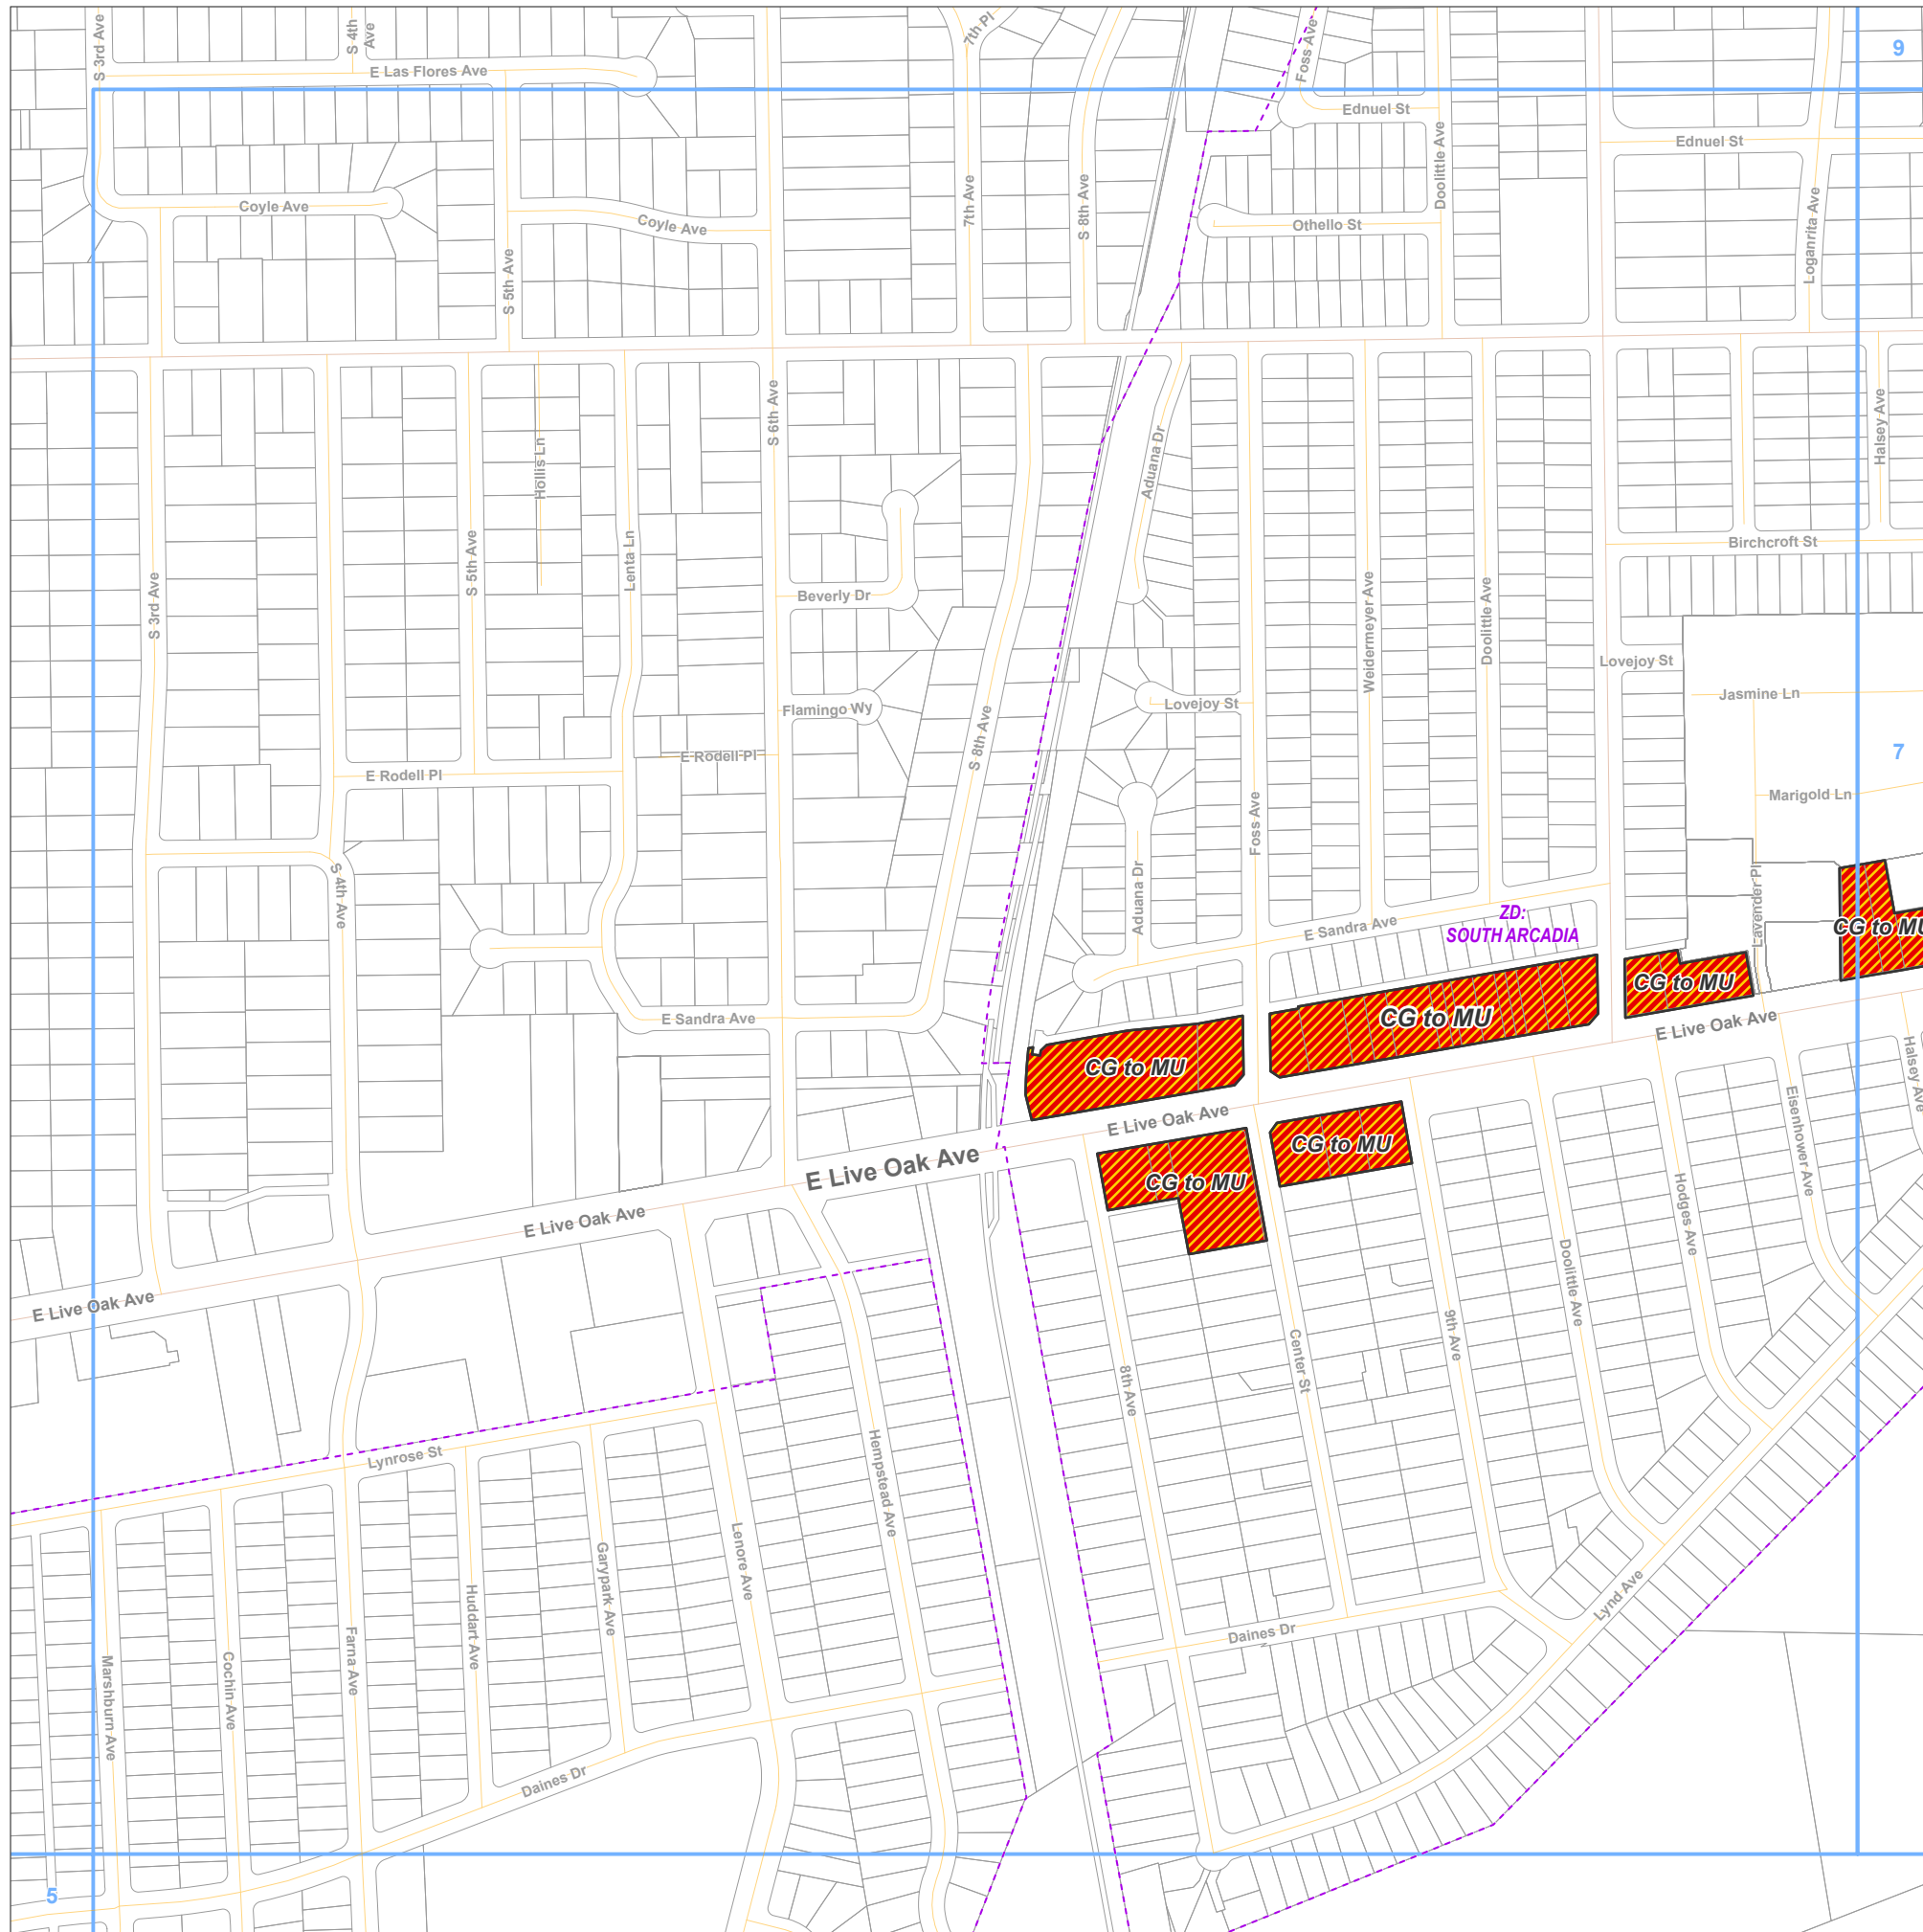 S 3rd Ave
S 4th
Ave
E Las Flores Ave
7th Pl
Foss Ave
9
Ednuel St
Ednuel St
Doolittle Ave
Coyle Ave
Coyle Ave
7th Ave
S 8th Ave
Othello St
Loganrita Ave
S 5th Ave
S 6th Ave
Hollis Ln
Aduana Dr
Halsey Ave
Birchcroft St
S 5th Ave
Lenta Ln
S 3rd Ave
Beverly Dr
Weidermeyer Ave
Doolittle Ave
Lovejoy St
Jasmine Ln
Flamingo Wy
Lovejoy St
S 8th Ave
E Rodell Pl
E Rodell Pl
7
Marigold Ln
Foss Ave
S 4th Ave
Aduana Dr
Lavender Pl
E Sandra Ave
ZD:
SOUTH ARCADIA
CG to MU
CG to MU
CG to MU
E Sandra Ave
E Live Oak Ave
CG to MU
Halsey Ave
E Live Oak Ave
CG to MU
E Live Oak Ave
CG to MU
Eisenhower Ave
E Live Oak Ave
Hodges Ave
Doolittle Ave
E Live Oak Ave
9th Ave
Center St
8th Ave
Lynrose St
Hempstead Ave
Lenore Ave
Garypark Ave
Huddart Ave
Farna Ave
Cochin Ave
Marshburn Ave
Lynd Ave
Daines Dr
Daines Dr
5